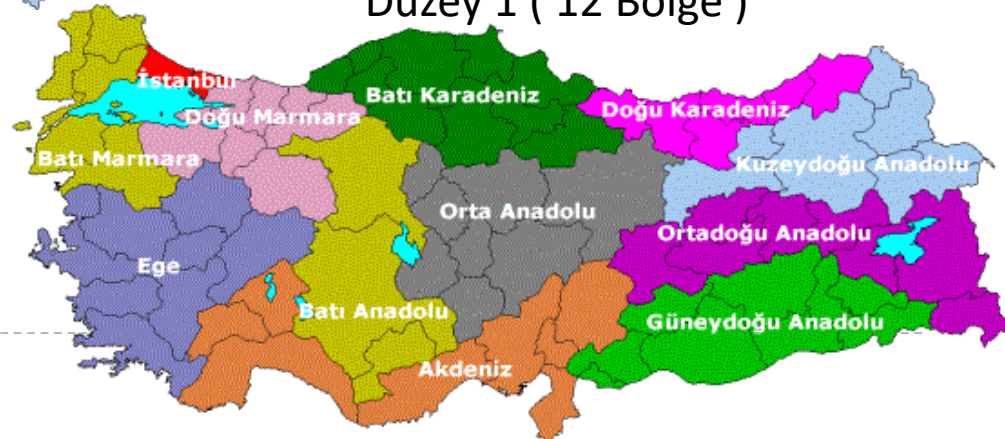 Düzey 1 ( 12 Bölge )
İstanbul
Batı Karadeniz
Doğu Karadeniz
Doğu Marmara
Batı Marmara
Kuzeydoğu Anadolu
Orta Anadolu
Ortadoğu Anadolu
Ege
Batı Anadolu
Güneydoğu Anadolu
Akdeniz